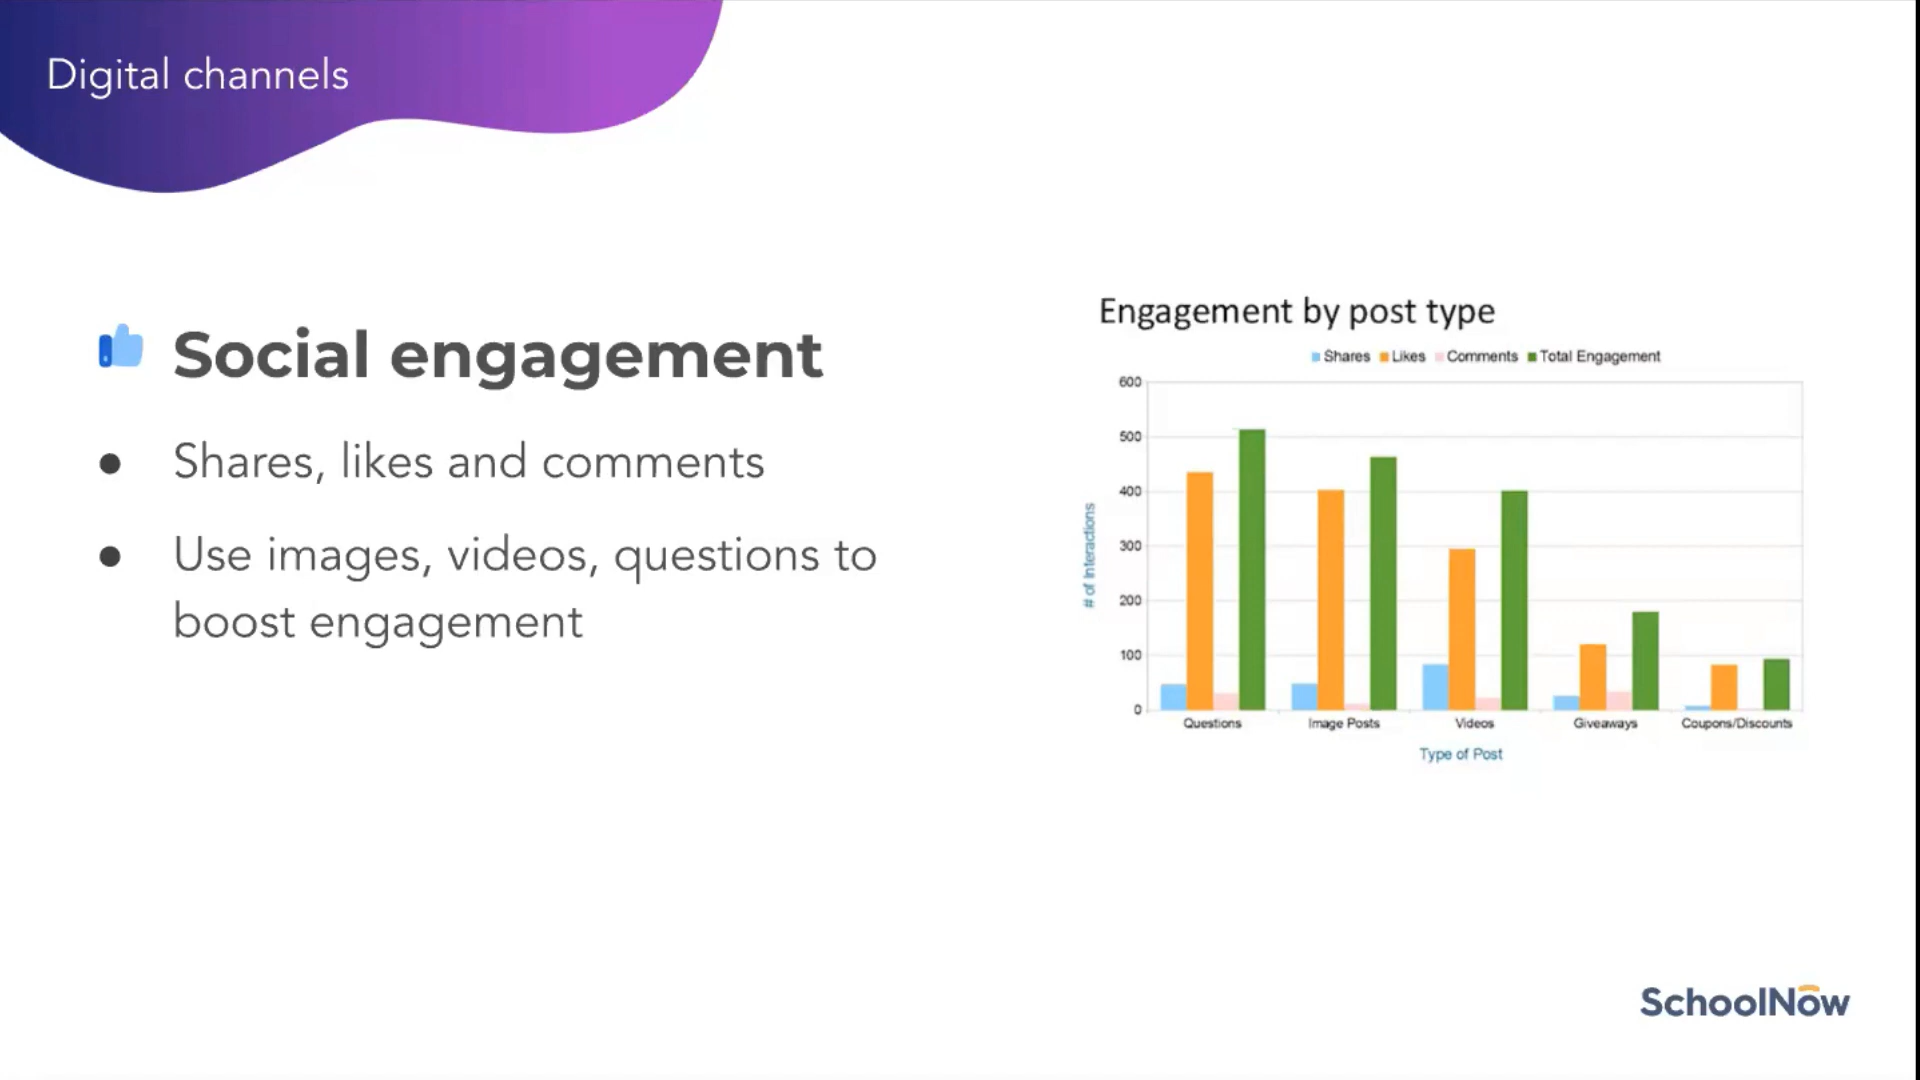 Digital channels
Social engagement
● Shares, likes and comments
● Use images, videos, questions to
boost engagement
Engagement by post type
Shares Likes Comments Total Engagement
600
500
400
300
200
100
0
# of Interactions
Questions Image Posts Videos Giveaways Coupons/Discounts
Type of Post
SchoolNow